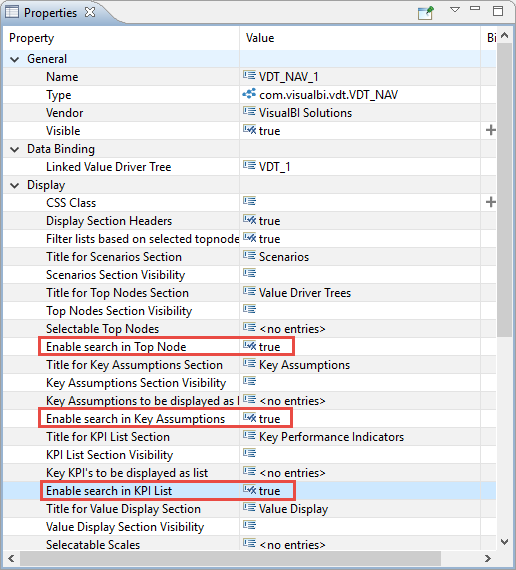 Properties
Property Value Bi
General
Name VDT_NAV_1
Type com.visualbi.vdt.VDT_NAV
Vendor VisualBI Solutions
Visible true
Data Binding
Linked Value Driver Tree VDT_1
Display
CSS Class
Display Section Headers true
Filter lists based on selected topnode true
Title for Scenarios Section Scenarios
Scenarios Section Visibility
Title for Top Nodes Section Value Driver Trees
Top Nodes Section Visibility
Selectable Top Nodes <no entries>
Enable search in Top Node true
Title for Key Assumptions Section Key Assumptions
Key Assumptions Section Visibility
Key Assumptions to be displayed as l <no entries>
Enable search in Key Assumptions true
Title for KPI List Section Key Performance Indicators
KPI List Section Visibility
Key KPI's to be displayed as list <no entries>
Enable search in KPI List true
Title for Value Display Section Value Display
Value Display Section Visibility
Selecatable Scales <no entries>